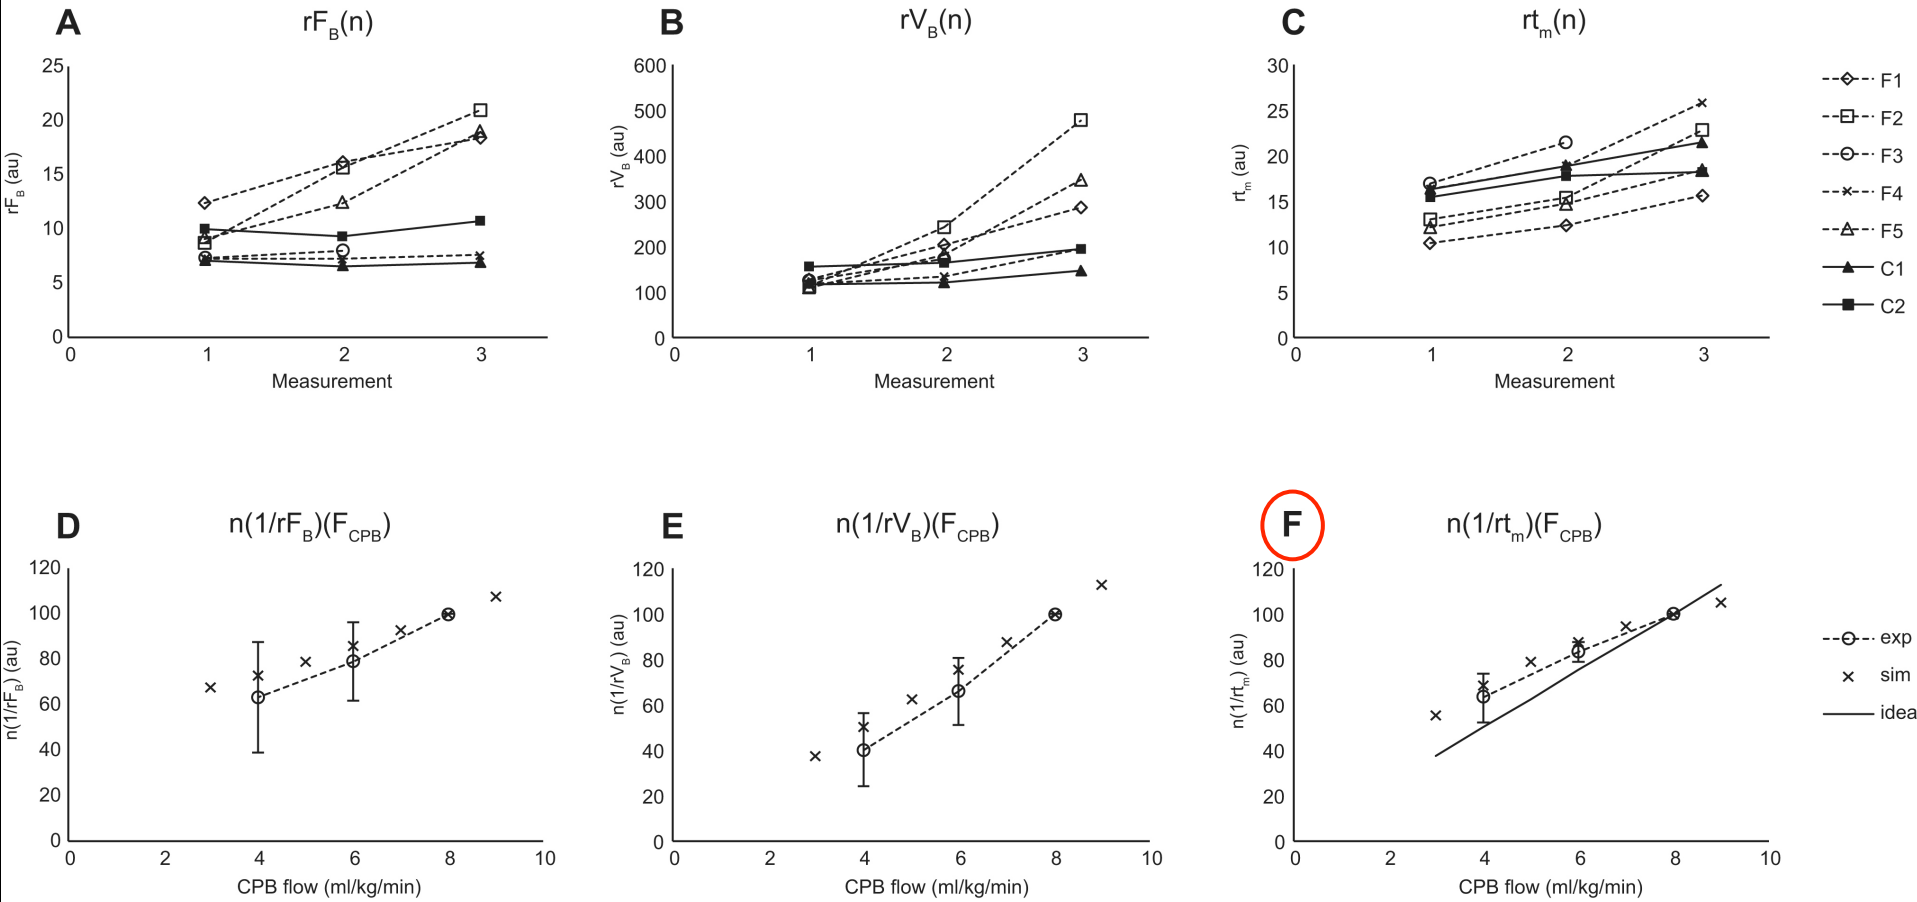 A rF_B(n)
25
20
15
10
5
0
0 1 2 3
rF_B (au)
Measurement
B rV_B(n)
600
500
400
300
200
100
0
0 1 2 3
rV_B (au)
Measurement
C rt_m(n)
30
25
20
15
10
5
0
0 1 2 3
rt_m (au)
Measurement
F1
F2
F3
F4
F5
C1
C2
D n(1/rF_B)(F_CPB)
120
100
80
60
40
20
0
0 2 4 6 8 10
n(1/rF_B) (au)
CPB flow (ml/kg/min)
E n(1/rV_B)(F_CPB)
120
100
80
60
40
20
0
0 2 4 6 8 10
n(1/rV_B) (au)
CPB flow (ml/kg/min)
F n(1/rt_m)(F_CPB)
120
100
80
60
40
20
0
0 2 4 6 8 10
n(1/rt_m) (au)
CPB flow (ml/kg/min)
exp
sim
idea